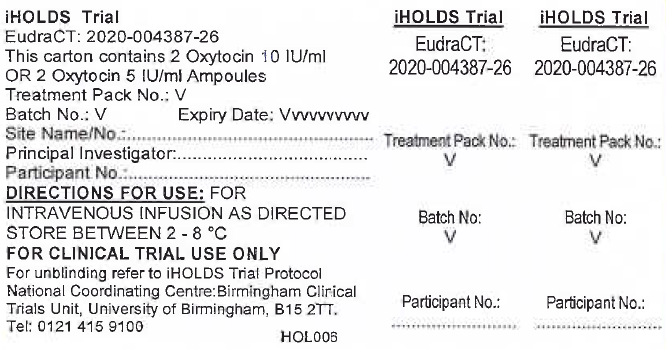 iHOLDS Trial
EudraCT: 2020-004387-26
This carton contains 2 Oxytocin 10 IU/ml
OR 2 Oxytocin 5 IU/ml Ampoules
Treatment Pack No.: V
Batch No.: V Expiry Date: Vvvvvvvvv
Site Name/No.:
Principal Investigator:
Participant No.:
DIRECTIONS FOR USE: FOR
INTRAVENOUS INFUSION AS DIRECTED
STORE BETWEEN 2 - 8 °C
FOR CLINICAL TRIAL USE ONLY
For unblinding refer to iHOLDS Trial Protocol
National Coordinating Centre:Birmingham Clinical
Trials Unit, University of Birmingham, B15 2TT.
Tel: 0121 415 9100
HOL006
iHOLDS Trial
EudraCT:
2020-004387-26
Treatment Pack No.:
V
Batch No:
V
Participant No.:
iHOLDS Trial
EudraCT:
2020-004387-26
Treatment Pack No.:
V
Batch No:
V
Participant No.: